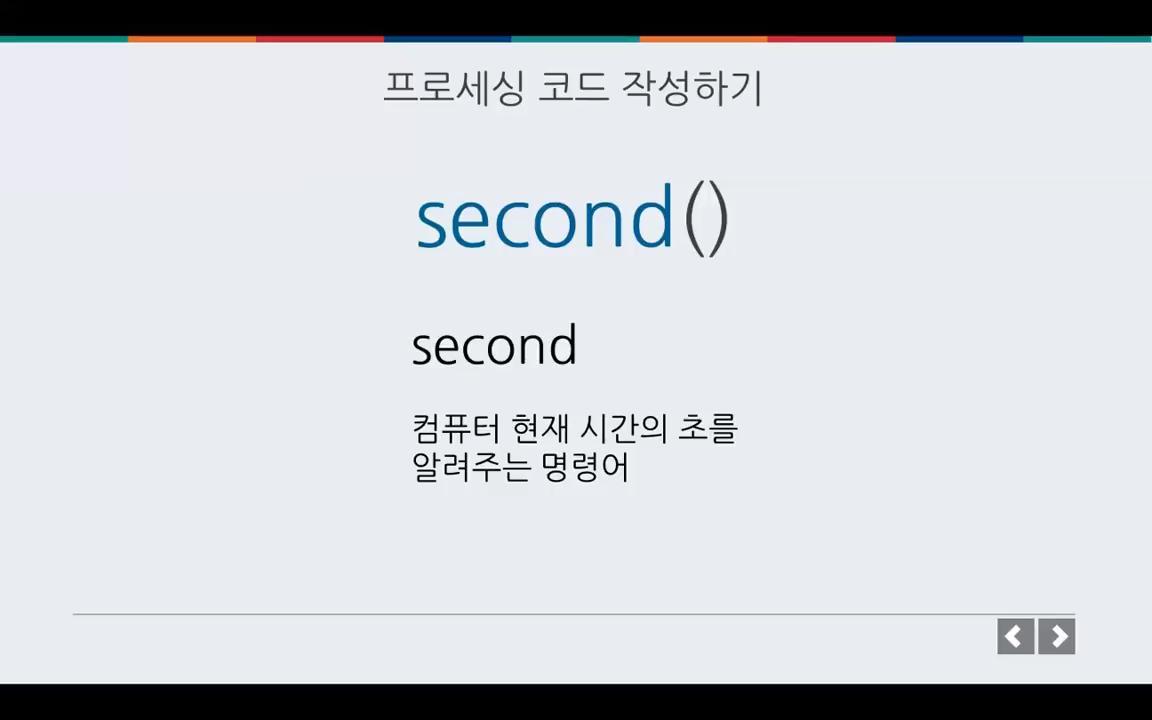 프로세싱 코드 작성하기
second()
second
컴퓨터 현재 시간의 초를
알려주는 명령어